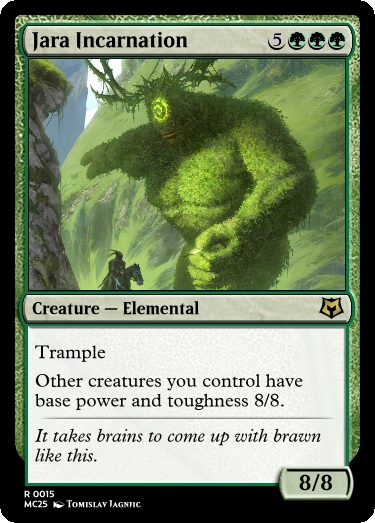 Jara Incarnation 5
Creature — Elemental
Trample
Other creatures you control have
base power and toughness 8/8.
It takes brains to come up with brawn
like this.
8/8
R 0015
MC25 Tomislav Jagnjic